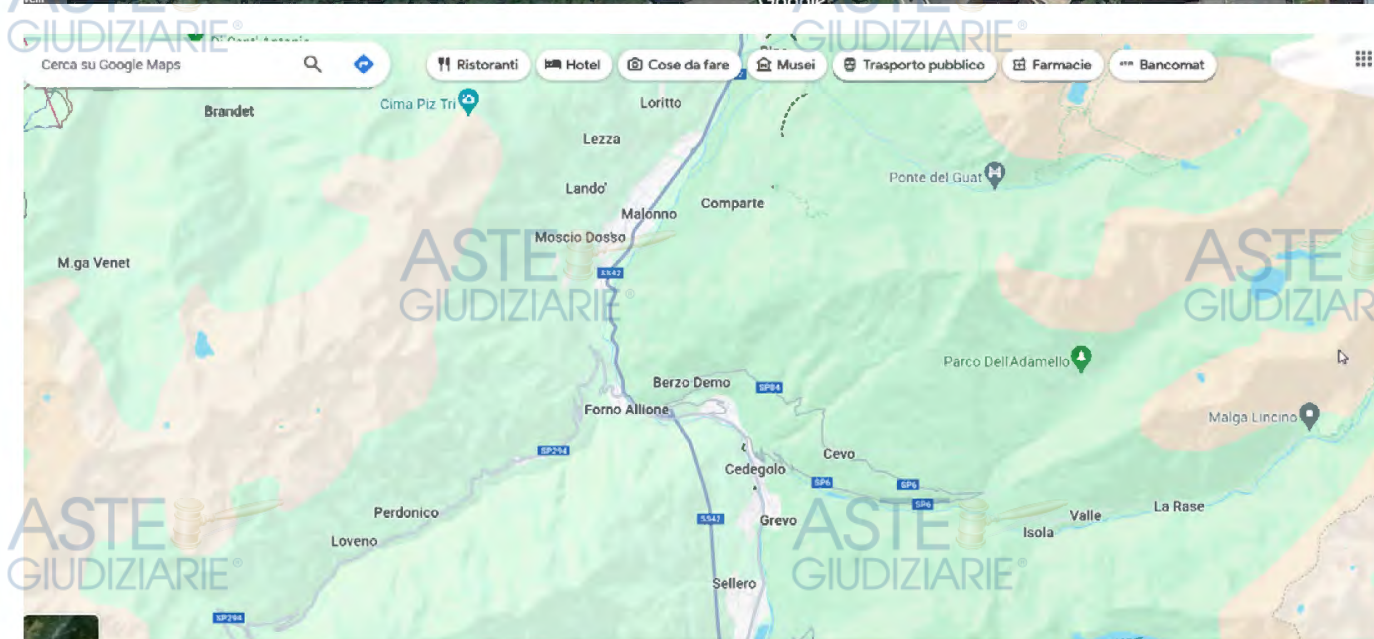 ASTE
GIUDIZIARIE®
GIUDIZIARIE®
Cerca su Google Maps
Ristoranti
Hotel
Cose da fare
Musei
Trasporto pubblico
Farmacie
Bancomat
Brandet
Cima Piz Tri
Loritto
Lezza
Lando'
Malonno
Comparte
Ponte del Guat
Moscio Dosso
M.ga Venet
ASTE
GIUDIZIARIE®
ASTE
GIUDIZIAR
SS42
Parco Dell'Adamello
Berzo Demo
SP84
Forno Allione
Malga Lincino
SP294
Cevo
Cedegolo
SP6
SP6
SP6
ASTE
GIUDIZIARIE®
ASTE
GIUDIZIARIE®
Perdonico
Loveno
SS42
Grevo
Isola
Valle
La Rase
Sellero
SP294